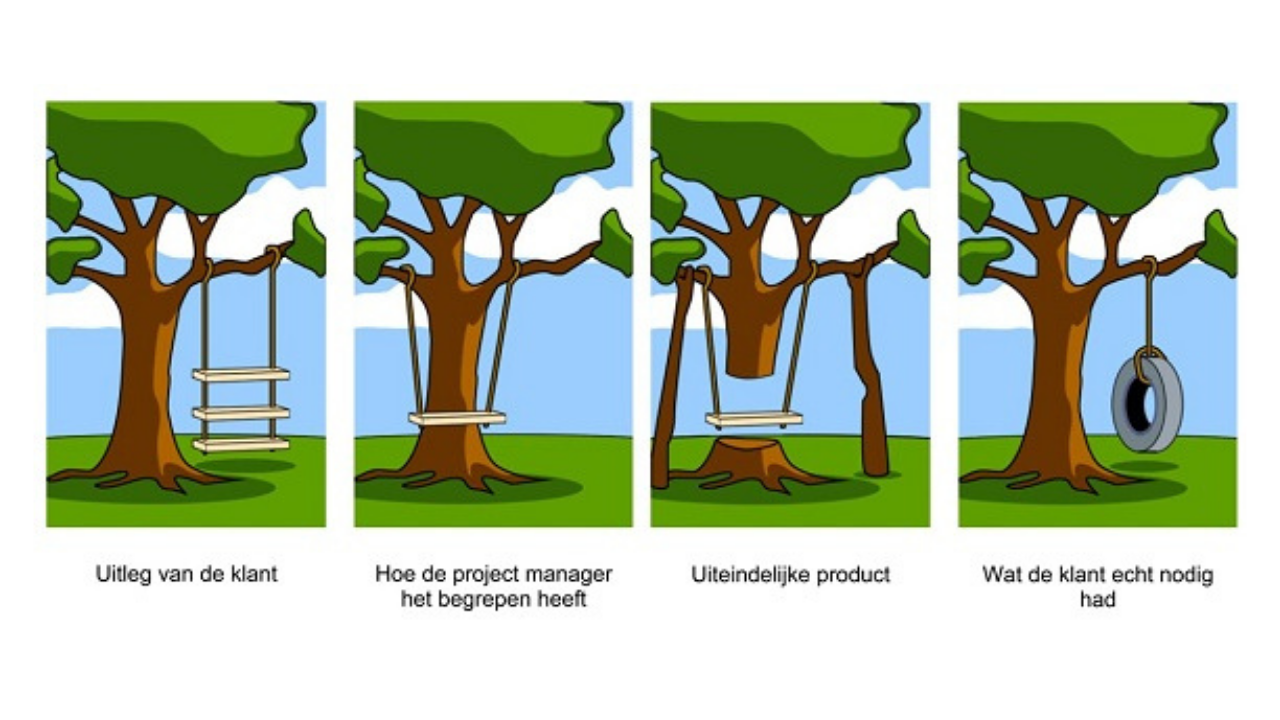 Uitleg van de klant
Hoe de project manager
het begrepen heeft
Uiteindelijke product
Wat de klant echt nodig
had